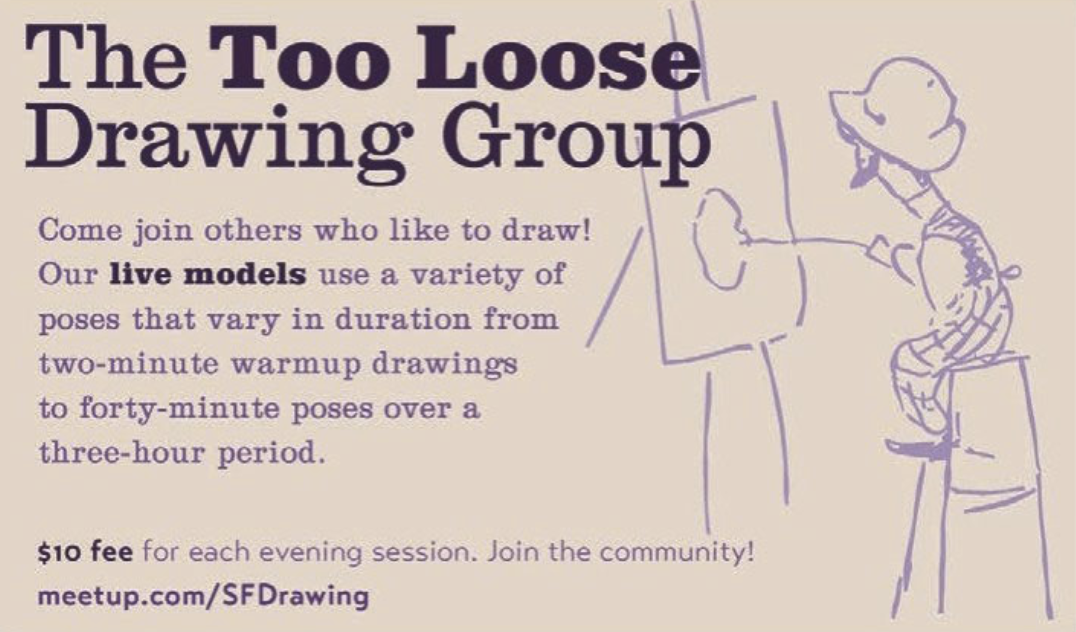 The Too Loose
Drawing Group
Come join others who like to draw!
Our live models use a variety of
poses that vary in duration from
two-minute warmup drawings
to forty-minute poses over a
three-hour period.
$10 fee for each evening session. Join the community!
meetup.com/SFDrawing